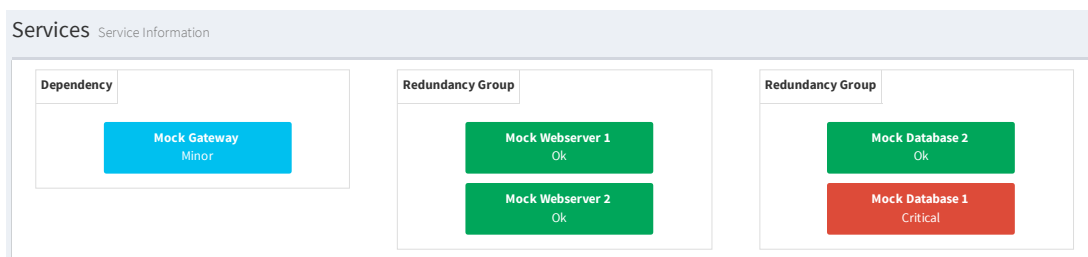 Services Service Information
Dependency
Mock Gateway
Minor
Redundancy Group
Mock Webserver 1
Ok
Mock Webserver 2
Ok
Redundancy Group
Mock Database 2
Ok
Mock Database 1
Critical